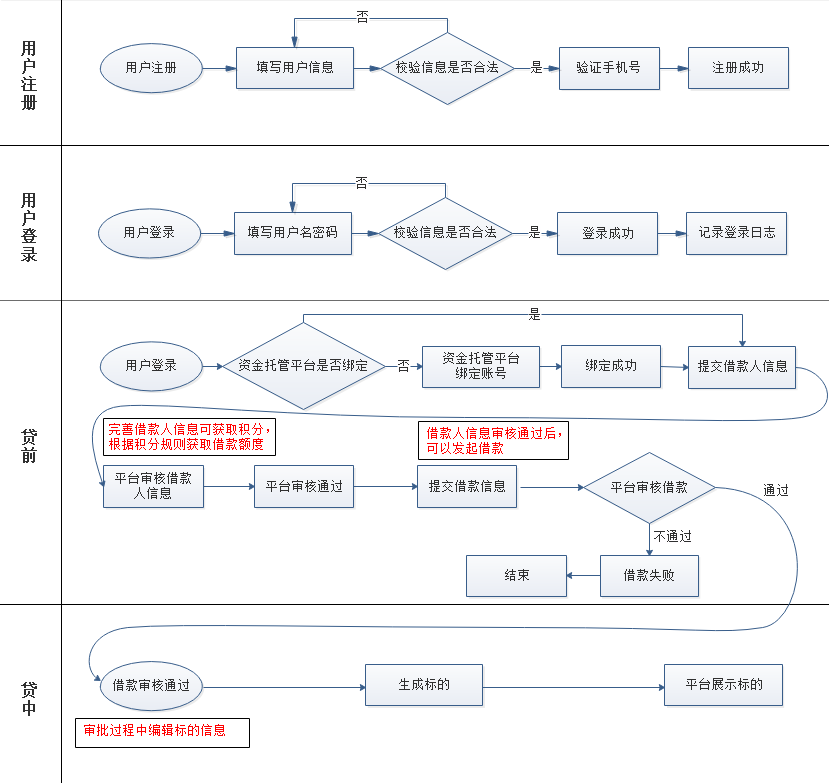 用户注册
否
用户注册
填写用户信息
校验信息是否合法
是
验证手机号
注册成功
用户登录
否
用户登录
填写用户名密码
校验信息是否合法
是
登录成功
记录登录日志
贷前
是
用户登录
资金托管平台是否绑定
否
资金托管平台
绑定账号
绑定成功
提交借款人信息
完善借款人信息可获取积分，
根据积分规则获取借款额度
借款人信息审核通过后，
可以发起借款
平台审核借款
人信息
平台审核通过
提交借款信息
平台审核借款
通过
不通过
结束
借款失败
贷中
借款审核通过
生成标的
平台展示标的
审批过程中编辑标的信息